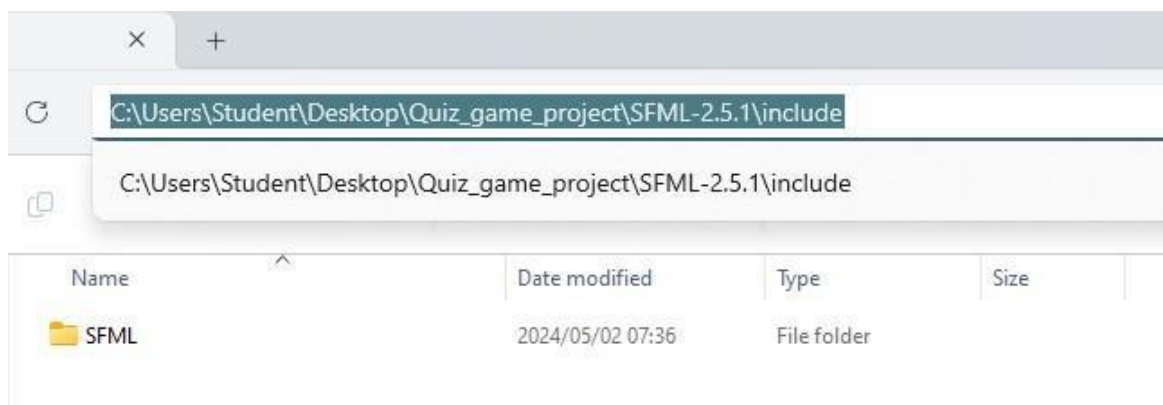 C:\Users\Student\Desktop\Quiz_game_project\SFML-2.5.1\include
C:\Users\Student\Desktop\Quiz_game_project\SFML-2.5.1\include
Name Date modified Type Size
SFML 2024/05/02 07:36 File folder